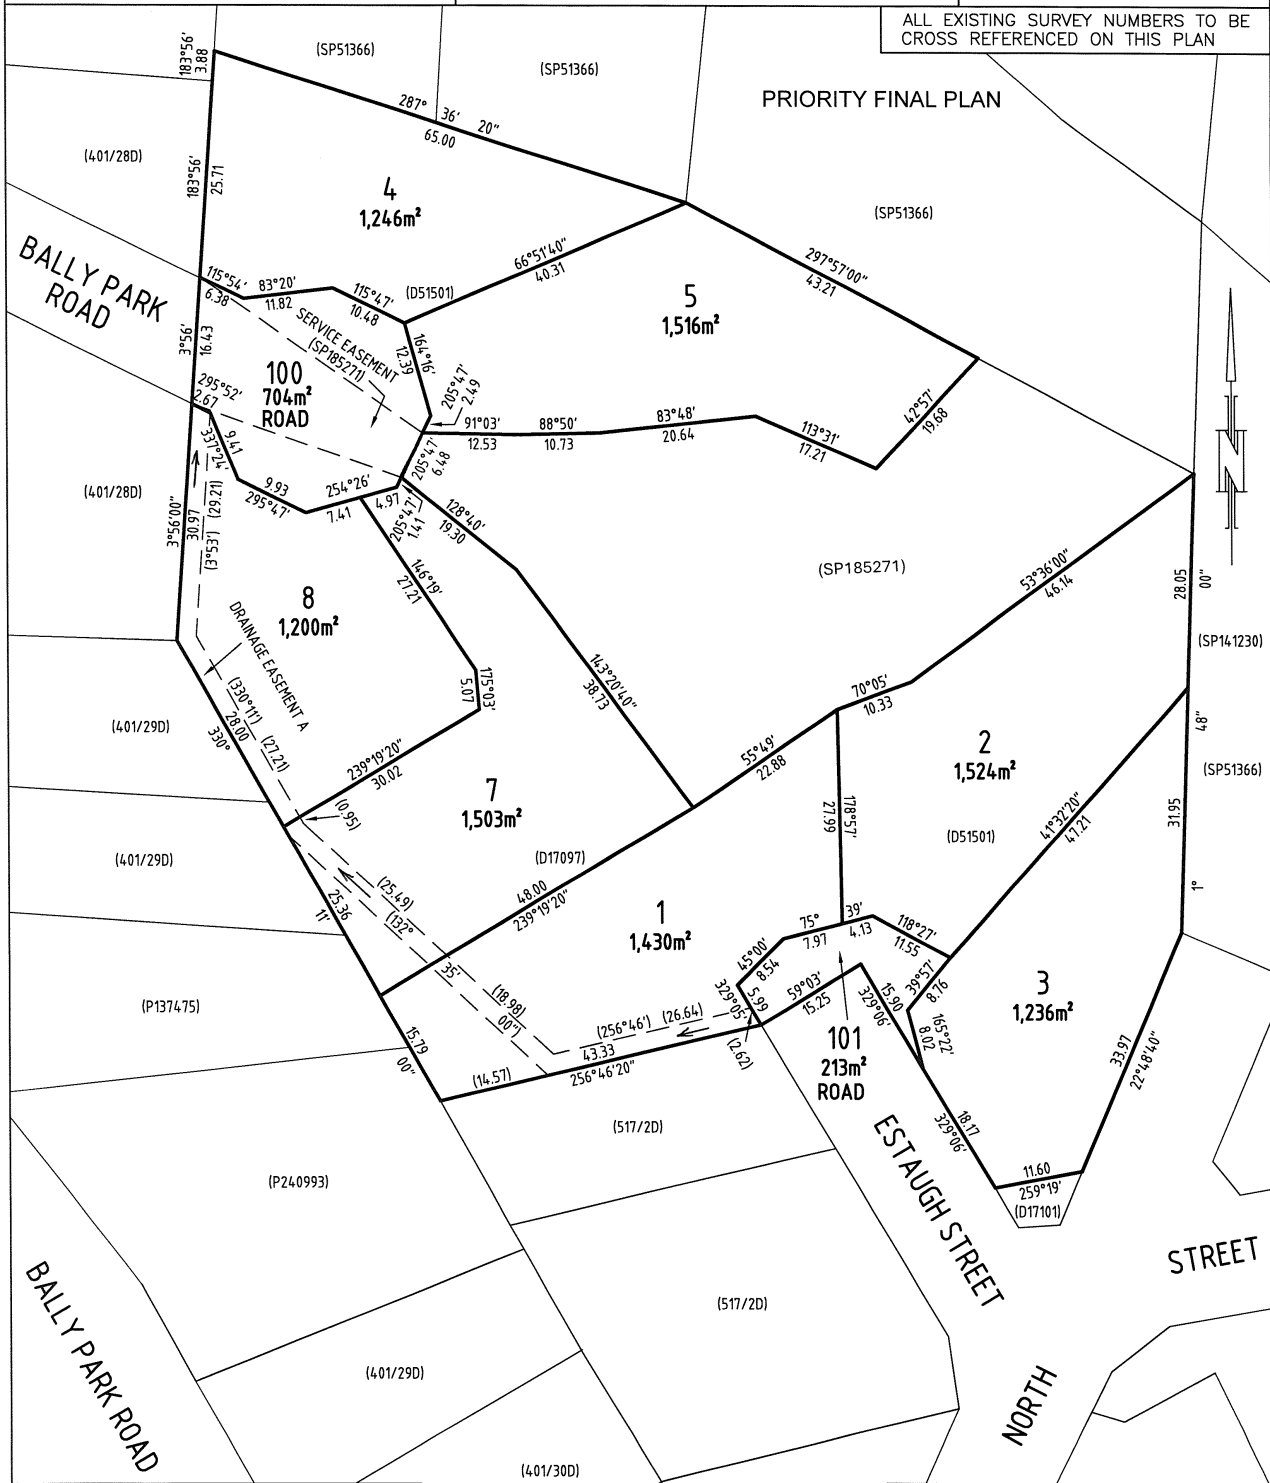 ALL EXISTING SURVEY NUMBERS TO BE
CROSS REFERENCED ON THIS PLAN
PRIORITY FINAL PLAN
(SP51366)
(SP51366)
(SP51366)
183°56'
3.88
287° 36' 20"
65.00
(401/28D)
183°56'
25.71
4
1,246m²
BALLY PARK
ROAD
115°54'
6.38
83°20'
11.82
115°47'
10.48
(D51501)
66°51'40"
40.31
297°57'00"
43.21
5
1,516m²
SERVICE EASEMENT
(SP185271)
164°16'
12.39
3°56'
16.43
100
704m²
ROAD
295°52'
2.67
205°47'
2.49
42°57'
19.68
91°03'
12.53
88°50'
10.73
83°48'
20.64
113°31'
17.21
337°24'
9.41
205°47'
6.48
9.93
295°47'
254°26'
7.41
4.97
205°47'
1.41
128°40'
19.30
(401/28D)
3°56'00"
30.97
(3°53') (29.21)
146°19'
27.21
(SP185271)
53°36'00"
46.14
28.05
00"
8
1,200m²
DRAINAGE EASEMENT A
(SP141230)
(330°11') (27.21)
28.00
330°
175°03'
5.07
143°20'40"
38.73
70°05'
10.33
(401/29D)
48"
55°49'
22.88
2
1,524m²
(SP51366)
239°19'20"
30.02
7
1,503m²
(0.95)
178°57'
27.99
41°32'20"
47.21
31.95
(D51501)
(401/29D)
(D17097)
(25.49)
(132°
25.36
11'
48.00
239°19'20"
1°
1
1,430m²
75° 39'
7.97
4.13
118°27'
11.55
35'
45°00'
8.54
39°57'
8.76
3
1,236m²
(P137475)
(18.98)
00")
329°05'
5.99
59°03'
15.25
15.90
329°06'
165°22'
8.02
15.79
00"
(256°46') (26.64)
43.33
(2.62)
101
213m²
ROAD
33.97
22°48'40"
(14.57)
256°46'20"
(517/2D)
18.17
329°06'
11.60
259°19'
(D17101)
(P240993)
ESTAUGH STREET
STREET
BALLY PARK ROAD
(517/2D)
(401/29D)
NORTH
(401/30D)